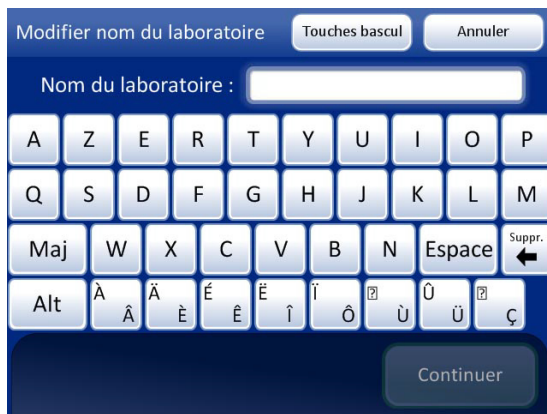 Modifier nom du laboratoire Touches bascul Annuler
Nom du laboratoire :
A Z E R T Y U I O P
Q S D F G H J K L M
Maj W X C V B N Espace Suppr.
Alt À Â Ä È É Ê Ë Î Ï Ô Ù Û Ü Ç
Continuer